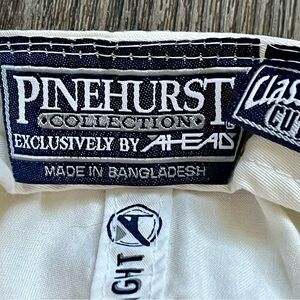 PINEHURST
COLLECTION
EXCLUSIVELY BY AHEAD
MADE IN BANGLADESH